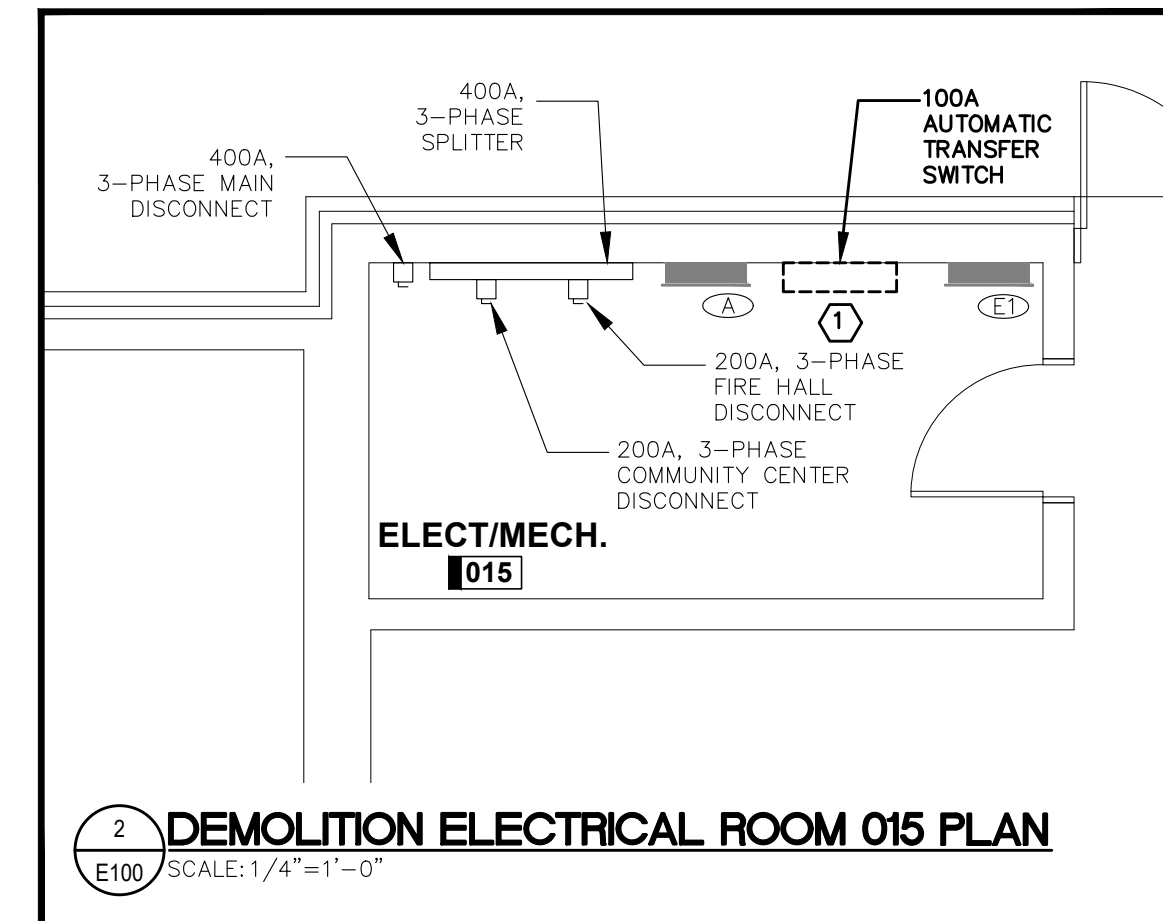 400A,
3-PHASE
SPLITTER
100A
AUTOMATIC
TRANSFER
SWITCH
400A,
3-PHASE MAIN
DISCONNECT
A
1
E1
200A, 3-PHASE
FIRE HALL
DISCONNECT
200A, 3-PHASE
COMMUNITY CENTER
DISCONNECT
ELECT/MECH.
015
2
E100
DEMOLITION ELECTRICAL ROOM 015 PLAN
SCALE: 1/4"=1'-0"